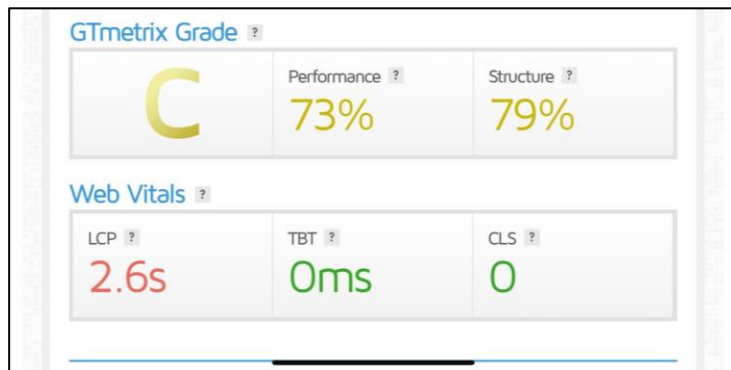 GTmetrix Grade ?
C
Performance ?
73%
Structure ?
79%
Web Vitals ?
LCP ?
2.6s
TBT ?
0ms
CLS ?
0